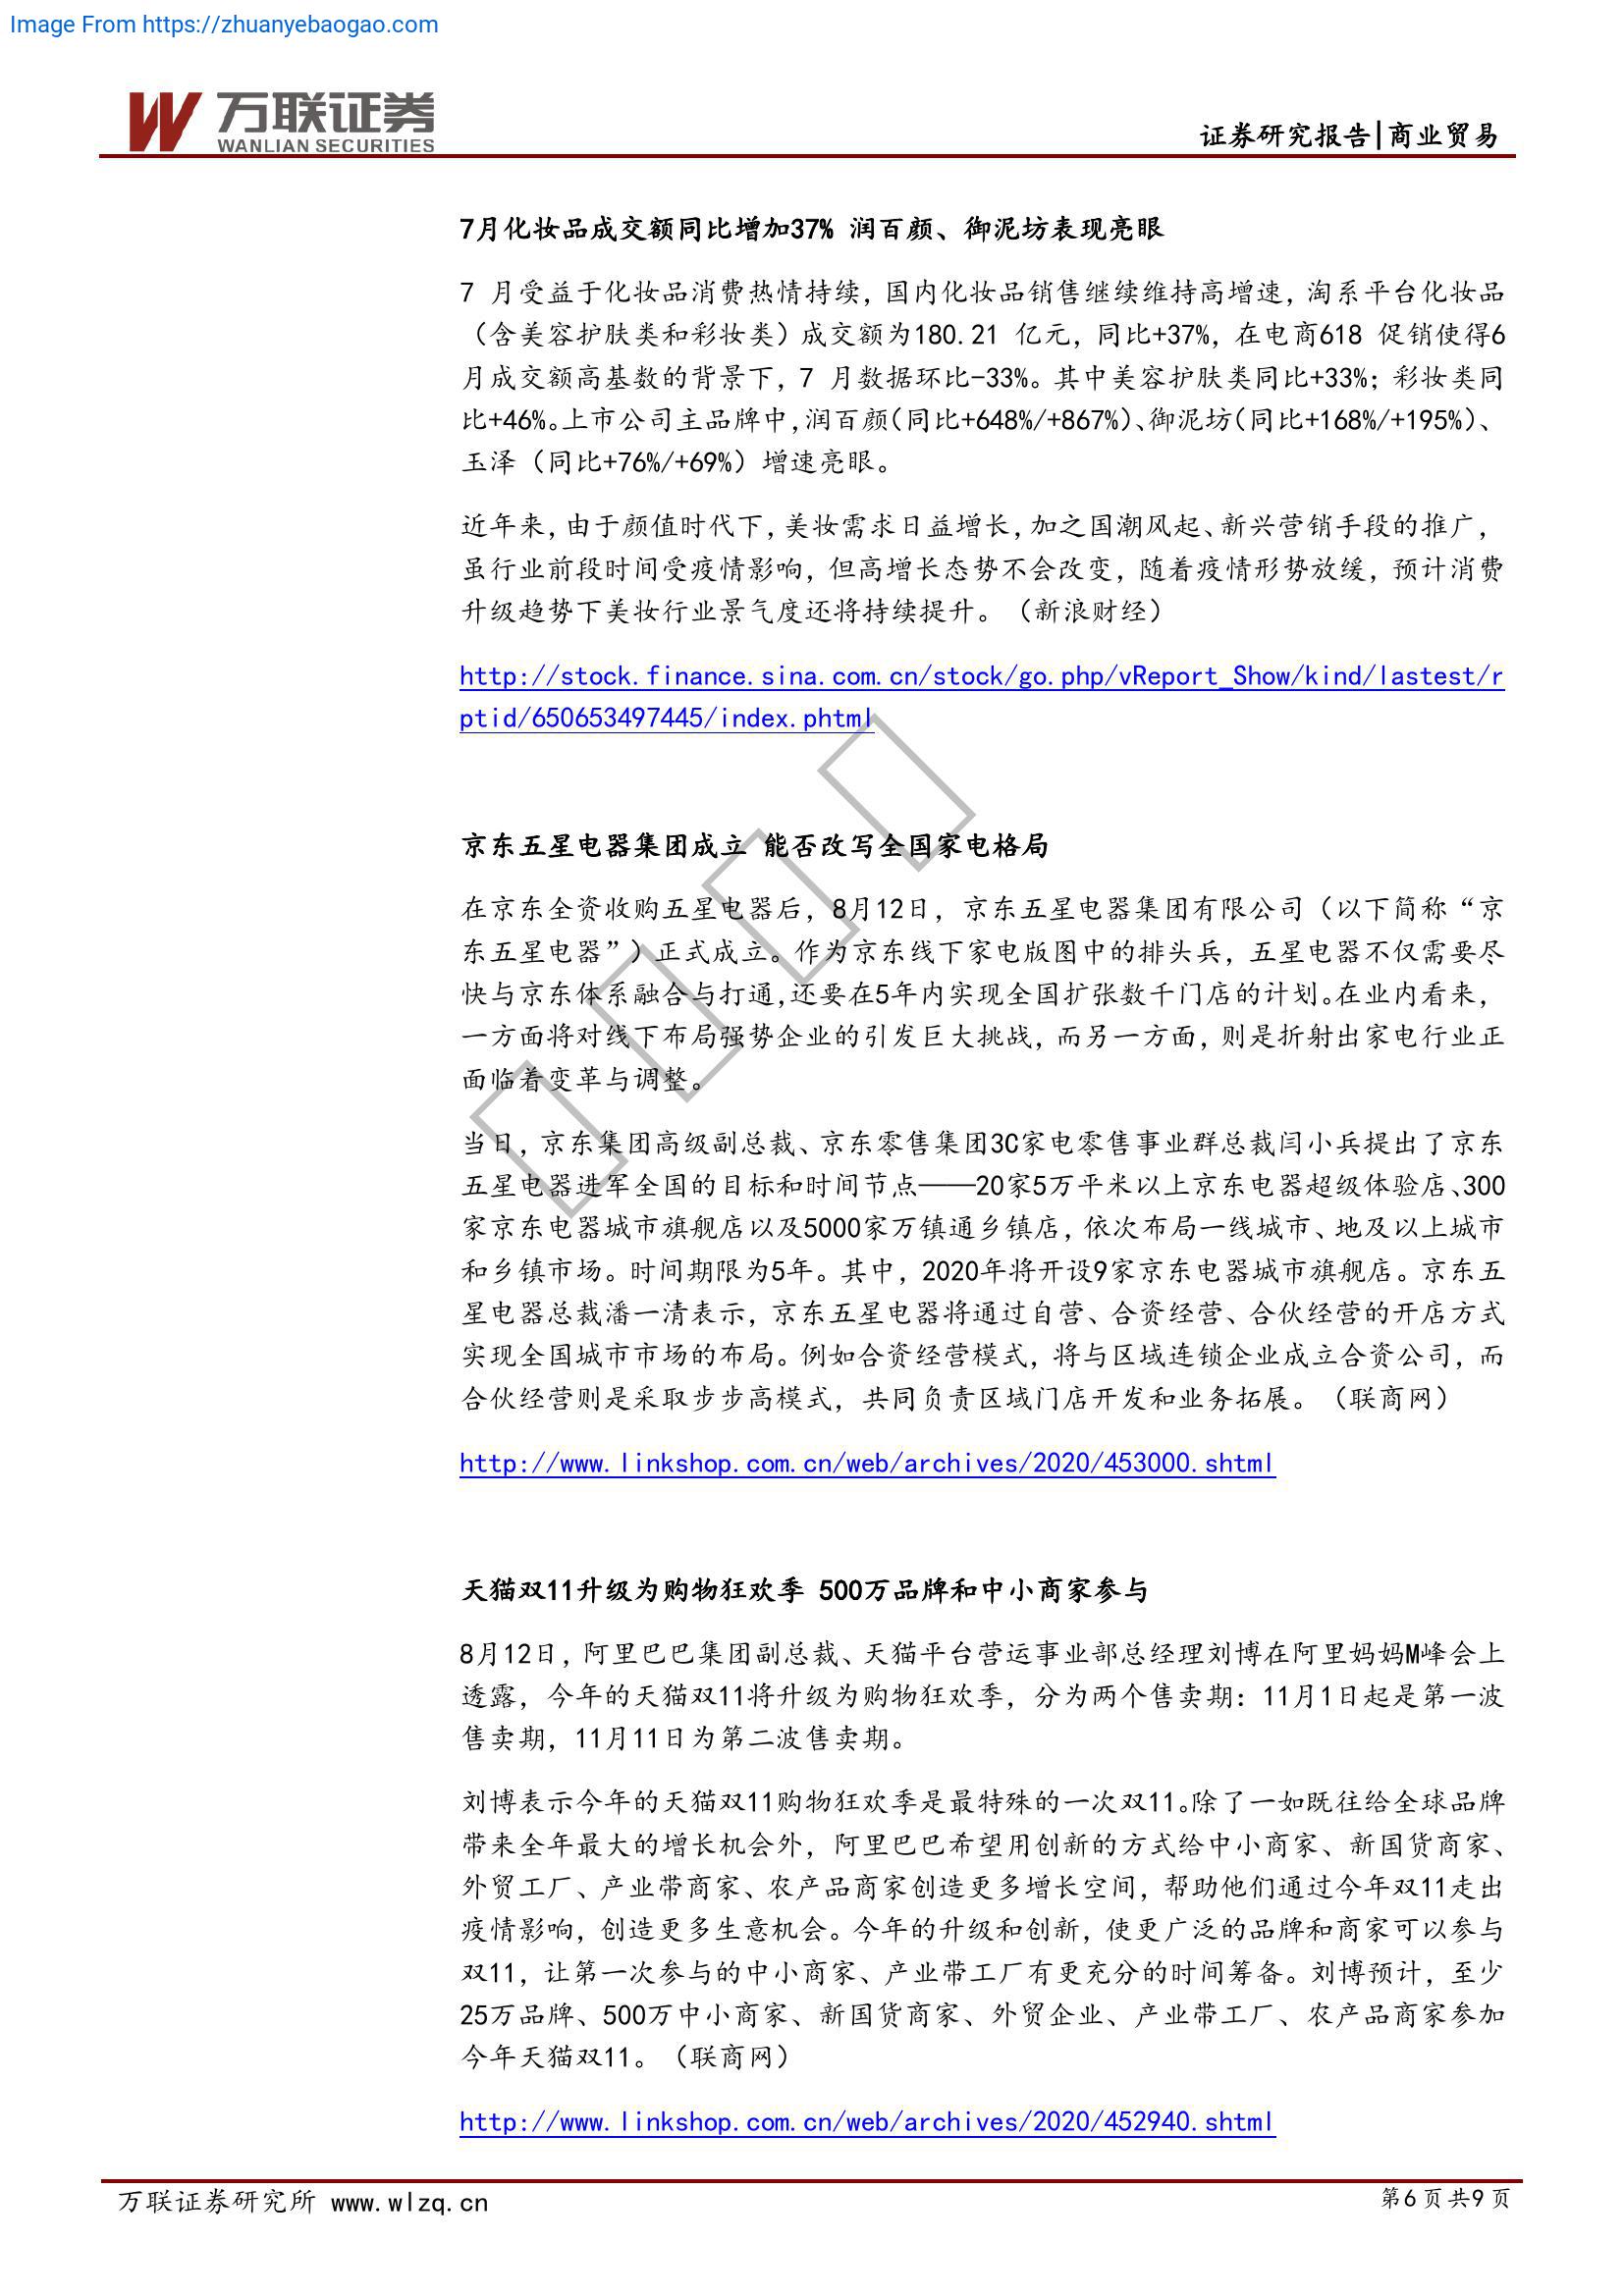 Image From https://zhuanyebaogao.com
万联证券
WANLIAN SECURITIES
证券研究报告|商业贸易
7月化妆品成交额同比增加37% 润百颜、御泥坊表现亮眼
7 月受益于化妆品消费热情持续，国内化妆品销售继续维持高增速，淘系平台化妆品
（含美容护肤类和彩妆类）成交额为180.21 亿元，同比+37%，在电商618 促销使得6
月成交额高基数的背景下，7 月数据环比-33%。其中美容护肤类同比+33%；彩妆类同
比+46%。上市公司主品牌中，润百颜（同比+648%/+867%）、御泥坊（同比+168%/+195%）、
玉泽（同比+76%/+69%）增速亮眼。
近年来，由于颜值时代下，美妆需求日益增长，加之国潮风起、新兴营销手段的推广，
虽行业前段时间受疫情影响，但高增长态势不会改变，随着疫情形势放缓，预计消费
升级趋势下美妆行业景气度还将持续提升。（新浪财经）
http://stock.finance.sina.com.cn/stock/go.php/vReport_Show/kind/lastest/r
ptid/650653497445/index.phtml
京东五星电器集团成立 能否改写全国家电格局
在京东全资收购五星电器后，8月12日，京东五星电器集团有限公司（以下简称“京
东五星电器”）正式成立。作为京东线下家电版图中的排头兵，五星电器不仅需要尽
快与京东体系融合与打通，还要在5年内实现全国扩张数千门店的计划。在业内看来，
一方面将对线下布局强势企业的引发巨大挑战，而另一方面，则是折射出家电行业正
面临着变革与调整。
当日，京东集团高级副总裁、京东零售集团3C家电零售事业群总裁闫小兵提出了京东
五星电器进军全国的目标和时间节点——20家5万平米以上京东电器超级体验店、300
家京东电器城市旗舰店以及5000家万镇通乡镇店，依次布局一线城市、地及以上城市
和乡镇市场。时间期限为5年。其中，2020年将开设9家京东电器城市旗舰店。京东五
星电器总裁潘一清表示，京东五星电器将通过自营、合资经营、合伙经营的开店方式
实现全国城市市场的布局。例如合资经营模式，将与区域连锁企业成立合资公司，而
合伙经营则是采取步步高模式，共同负责区域门店开发和业务拓展。（联商网）
http://www.linkshop.com.cn/web/archives/2020/453000.shtml
天猫双11升级为购物狂欢季 500万品牌和中小商家参与
8月12日，阿里巴巴集团副总裁、天猫平台营运事业部总经理刘博在阿里妈妈M峰会上
透露，今年的天猫双11将升级为购物狂欢季，分为两个售卖期：11月1日起是第一波
售卖期，11月11日为第二波售卖期。
刘博表示今年的天猫双11购物狂欢季是最特殊的一次双11。除了一如既往给全球品牌
带来全年最大的增长机会外，阿里巴巴希望用创新的方式给中小商家、新国货商家、
外贸工厂、产业带商家、农产品商家创造更多增长空间，帮助他们通过今年双11走出
疫情影响，创造更多生意机会。今年的升级和创新，使更广泛的品牌和商家可以参与
双11，让第一次参与的中小商家、产业带工厂有更充分的时间筹备。刘博预计，至少
25万品牌、500万中小商家、新国货商家、外贸企业、产业带工厂、农产品商家参加
今年天猫双11。（联商网）
http://www.linkshop.com.cn/web/archives/2020/452940.shtml
万联证券研究所 www.wlzq.cn
第6页共9页